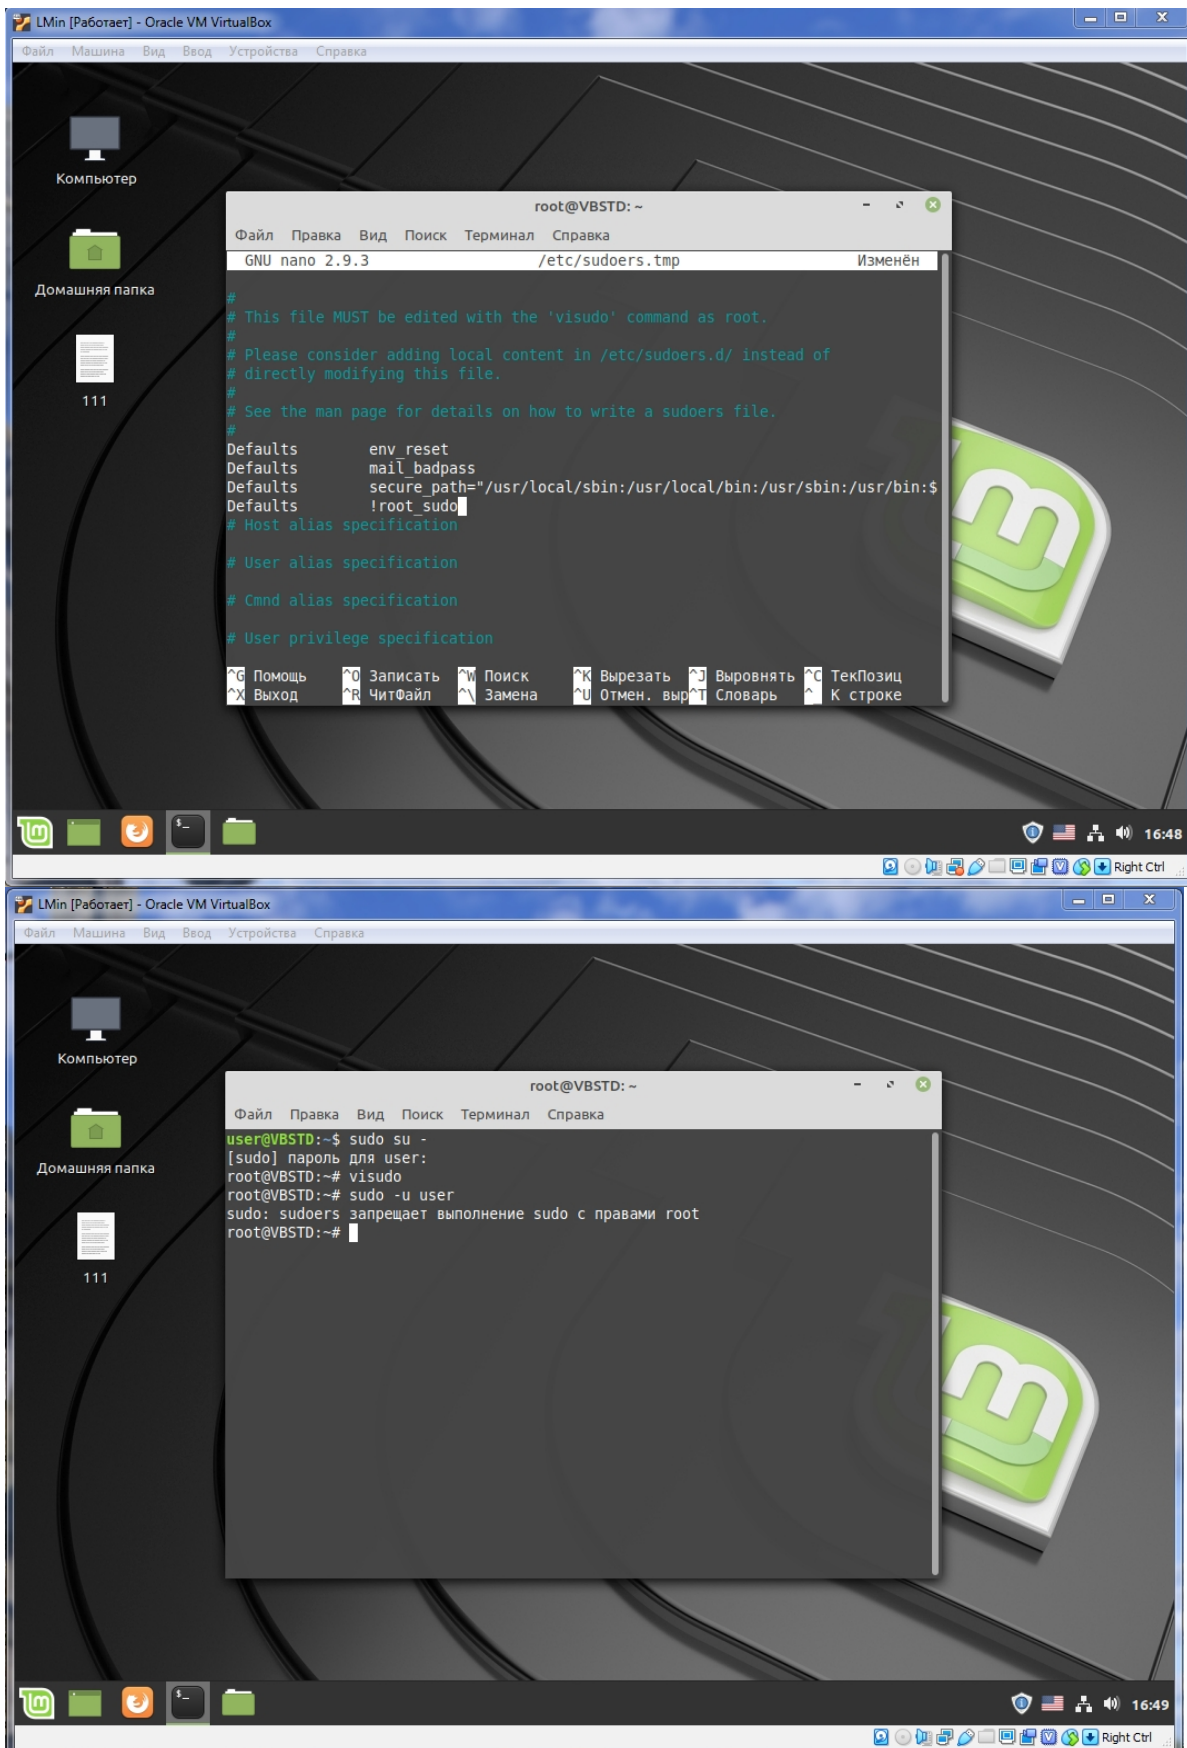 LMin [Работает] - Oracle VM VirtualBox
Файл Машина Вид Ввод Устройства Справка
Компьютер
Домашняя папка
111
root@VBSTD: ~
Файл Правка Вид Поиск Терминал Справка
GNU nano 2.9.3 /etc/sudoers.tmp Изменён
#
# This file MUST be edited with the 'visudo' command as root.
#
# Please consider adding local content in /etc/sudoers.d/ instead of
# directly modifying this file.
#
# See the man page for details on how to write a sudoers file.
#
Defaults env_reset
Defaults mail_badpass
Defaults secure_path="/usr/local/sbin:/usr/local/bin:/usr/sbin:/usr/bin:$
Defaults !root_sudo
# Host alias specification
# User alias specification
# Cmnd alias specification
# User privilege specification
^G Помощь ^O Записать ^W Поиск ^K Вырезать ^J Выровнять ^C ТекПозиц
^X Выход ^R ЧитФайл ^\ Замена ^U Отмен. выр^T Словарь ^_ К строке
16:48
Right Ctrl
LMin [Работает] - Oracle VM VirtualBox
Файл Машина Вид Ввод Устройства Справка
Компьютер
Домашняя папка
111
root@VBSTD: ~
Файл Правка Вид Поиск Терминал Справка
user@VBSTD:~$ sudo su -
[sudo] пароль для user:
root@VBSTD:~# visudo
root@VBSTD:~# sudo -u user
sudo: sudoers запрещает выполнение sudo с правами root
root@VBSTD:~#
16:49
Right Ctrl